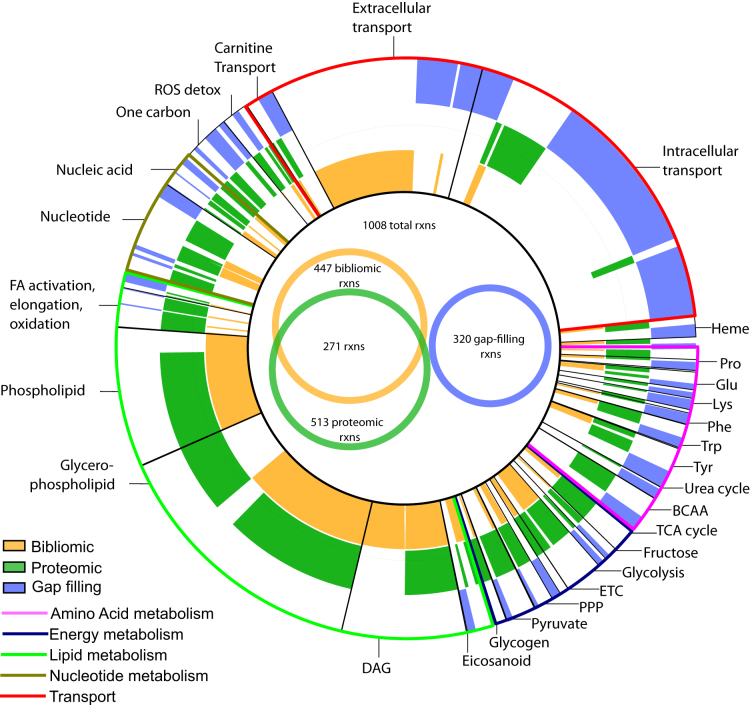 Extracellular
transport
Carnitine
Transport
ROS detox
One carbon
Nucleic acid
Nucleotide
FA activation,
elongation,
oxidation
Phospholipid
Glycero-
phospholipid
Intracellular
transport
1008 total rxns
447 bibliomic
rxns
271 rxns
320 gap-filling
rxns
513 proteomic
rxns
Heme
Pro
Glu
Lys
Phe
Trp
Tyr
Urea cycle
BCAA
TCA cycle
Fructose
Glycolysis
ETC
PPP
Pyruvate
Glycogen
Eicosanoid
DAG
Bibliomic
Proteomic
Gap filling
Amino Acid metabolism
Energy metabolism
Lipid metabolism
Nucleotide metabolism
Transport